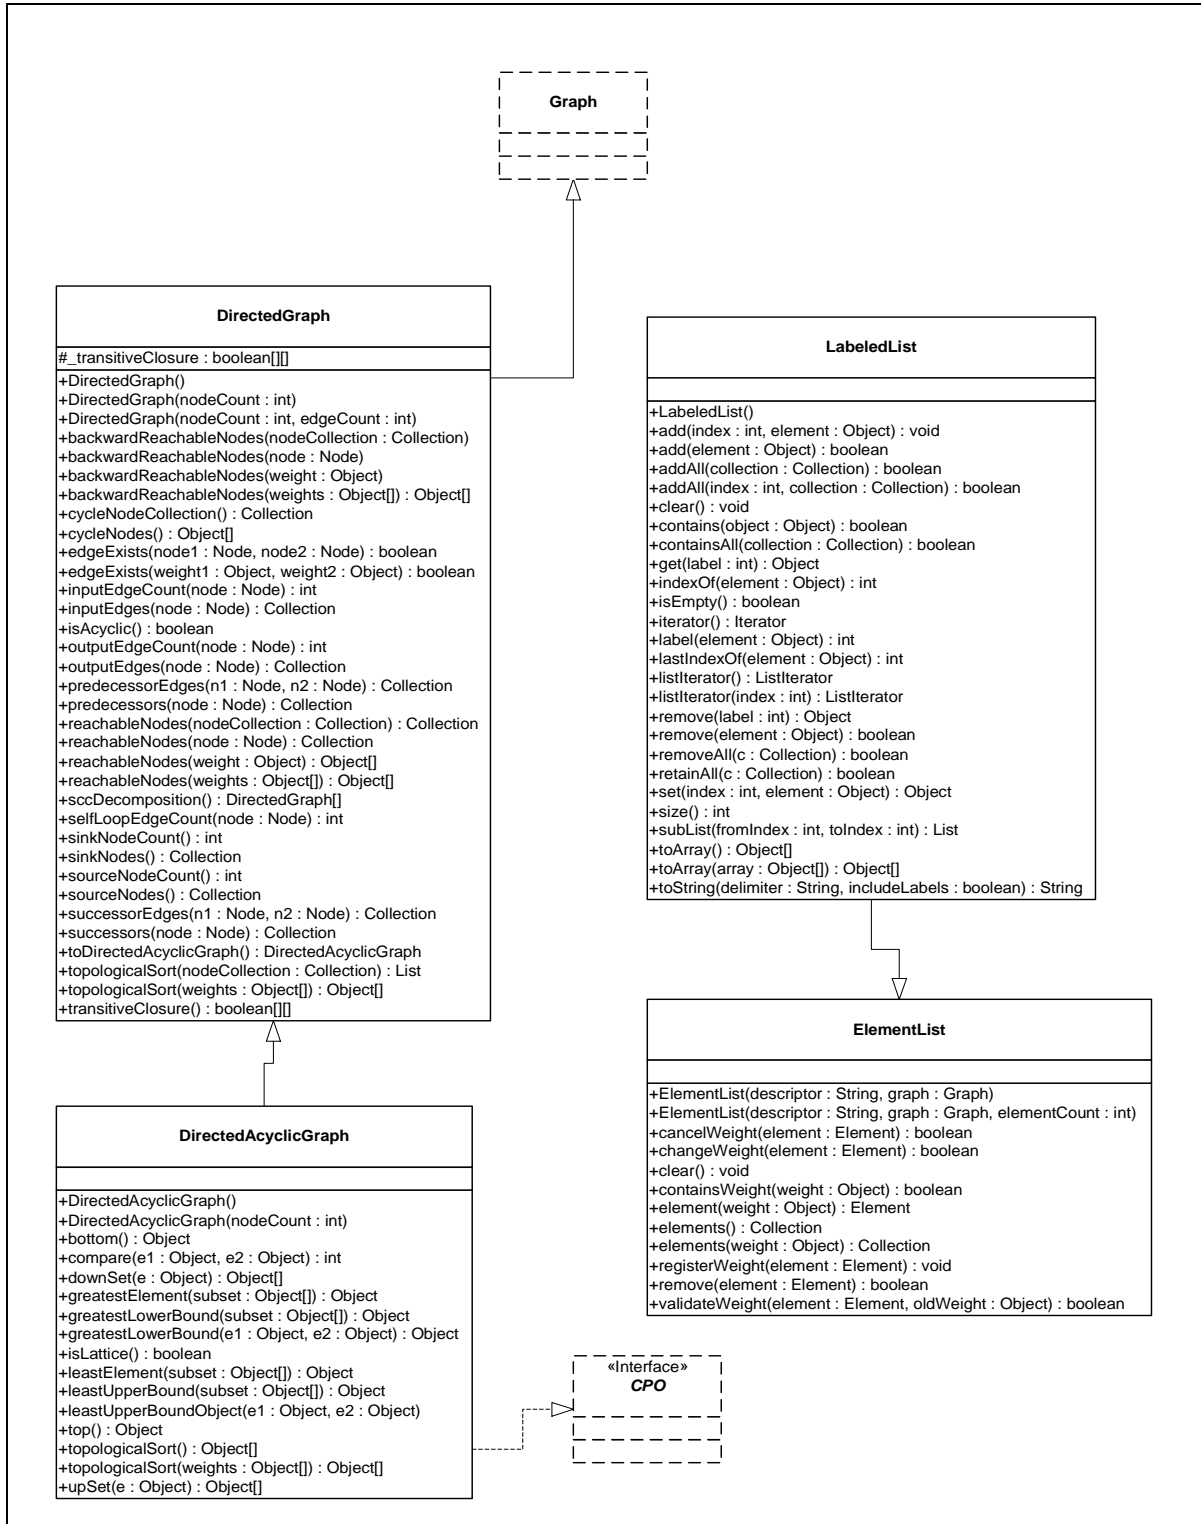 Graph
DirectedGraph
#_transitiveClosure : boolean[][]
+DirectedGraph()
+DirectedGraph(nodeCount : int)
+DirectedGraph(nodeCount : int, edgeCount : int)
+backwardReachableNodes(nodeCollection : Collection)
+backwardReachableNodes(node : Node)
+backwardReachableNodes(weight : Object)
+backwardReachableNodes(weights : Object[]) : Object[]
+cycleNodeCollection() : Collection
+cycleNodes() : Object[]
+edgeExists(node1 : Node, node2 : Node) : boolean
+edgeExists(weight1 : Object, weight2 : Object) : boolean
+inputEdgeCount(node : Node) : int
+inputEdges(node : Node) : Collection
+isAcyclic() : boolean
+outputEdgeCount(node : Node) : int
+outputEdges(node : Node) : Collection
+predecessorEdges(n1 : Node, n2 : Node) : Collection
+predecessors(node : Node) : Collection
+reachableNodes(nodeCollection : Collection) : Collection
+reachableNodes(node : Node) : Collection
+reachableNodes(weight : Object) : Object[]
+reachableNodes(weights : Object[]) : Object[]
+sccDecomposition() : DirectedGraph[]
+selfLoopEdgeCount(node : Node) : int
+sinkNodeCount() : int
+sinkNodes() : Collection
+sourceNodeCount() : int
+sourceNodes() : Collection
+successorEdges(n1 : Node, n2 : Node) : Collection
+successors(node : Node) : Collection
+toDirectedAcyclicGraph() : DirectedAcyclicGraph
+topologicalSort(nodeCollection : Collection) : List
+topologicalSort(weights : Object[]) : Object[]
+transitiveClosure() : boolean[][]
LabeledList
+LabeledList()
+add(index : int, element : Object) : void
+add(element : Object) : boolean
+addAll(collection : Collection) : boolean
+addAll(index : int, collection : Collection) : boolean
+clear() : void
+contains(object : Object) : boolean
+containsAll(collection : Collection) : boolean
+get(label : int) : Object
+indexOf(element : Object) : int
+isEmpty() : boolean
+iterator() : Iterator
+label(element : Object) : int
+lastIndexOf(element : Object) : int
+listIterator() : ListIterator
+listIterator(index : int) : ListIterator
+remove(label : int) : Object
+remove(element : Object) : boolean
+removeAll(c : Collection) : boolean
+retainAll(c : Collection) : boolean
+set(index : int, element : Object) : Object
+size() : int
+subList(fromIndex : int, toIndex : int) : List
+toArray() : Object[]
+toArray(array : Object[]) : Object[]
+toString(delimiter : String, includeLabels : boolean) : String
ElementList
+ElementList(descriptor : String, graph : Graph)
+ElementList(descriptor : String, graph : Graph, elementCount : int)
+cancelWeight(element : Element) : boolean
+changeWeight(element : Element) : boolean
+clear() : void
+containsWeight(weight : Object) : boolean
+element(weight : Object) : Element
+elements() : Collection
+elements(weight : Object) : Collection
+registerWeight(element : Element) : void
+remove(element : Element) : boolean
+validateWeight(element : Element, oldWeight : Object) : boolean
DirectedAcyclicGraph
+DirectedAcyclicGraph()
+DirectedAcyclicGraph(nodeCount : int)
+bottom() : Object
+compare(e1 : Object, e2 : Object) : int
+downSet(e : Object) : Object[]
+greatestElement(subset : Object[]) : Object
+greatestLowerBound(subset : Object[]) : Object
+greatestLowerBound(e1 : Object, e2 : Object) : Object
+isLattice() : boolean
+leastElement(subset : Object[]) : Object
+leastUpperBound(subset : Object[]) : Object
+leastUpperBoundObject(e1 : Object, e2 : Object)
+top() : Object
+topologicalSort() : Object[]
+topologicalSort(weights : Object[]) : Object[]
+upSet(e : Object) : Object[]
«Interface»
CPO